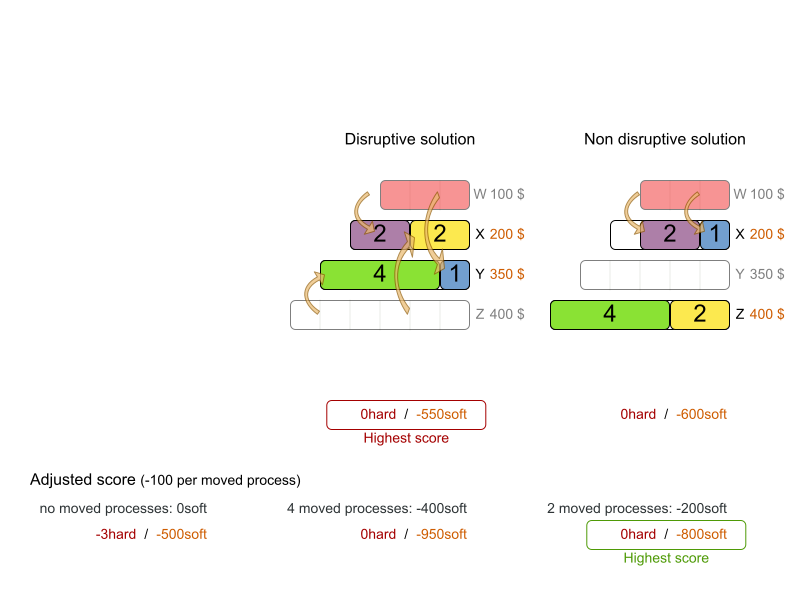 Disruptive solution
Non disruptive solution
W 100 $
W 100 $
2 2 X 200 $
2 1 X 200 $
4 1 Y 350 $
Y 350 $
Z 400 $
4 2 Z 400 $
0hard / -550soft
0hard / -600soft
Highest score
Adjusted score (-100 per moved process)
no moved processes: 0soft
4 moved processes: -400soft
2 moved processes: -200soft
-3hard / -500soft
0hard / -950soft
0hard / -800soft
Highest score